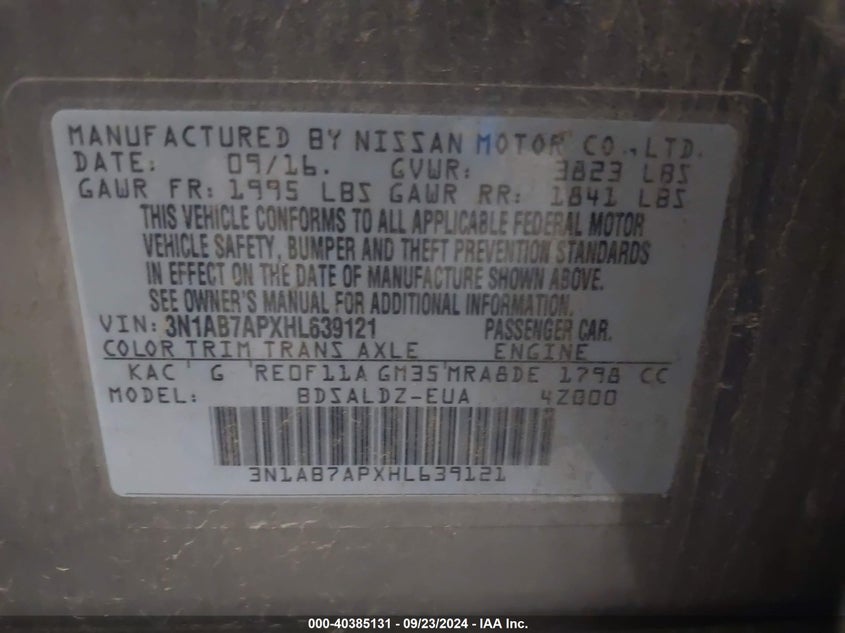 MANUFACTURED BY NISSAN MOTOR CO., LTD.
DATE: 09/16. GVWR: 3823 LBS
GAWR FR: 1995 LBS GAWR RR: 1841 LBS
THIS VEHICLE CONFORMS TO ALL APPLICABLE FEDERAL MOTOR
VEHICLE SAFETY, BUMPER AND THEFT PREVENTION STANDARDS
IN EFFECT ON THE DATE OF MANUFACTURE SHOWN ABOVE.
SEE OWNER'S MANUAL FOR ADDITIONAL INFORMATION.
VIN: 3N1AB7APXHL639121 PASSENGER CAR.
COLOR TRIM TRANS AXLE ENGINE
KAC G RE0F11A GM35 MRA8DE 1798 CC
MODEL: BDSALDZ-EUA 4Z000
3N1AB7APXHL639121
000-40385131 - 09/23/2024 - IAA Inc.